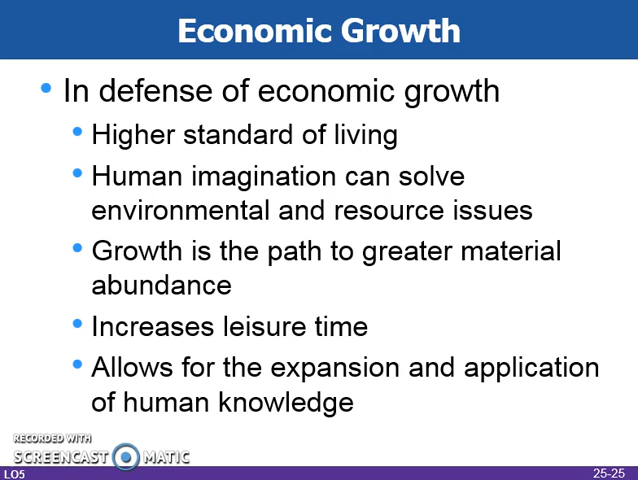 Economic Growth
• In defense of economic growth
• Higher standard of living
• Human imagination can solve
environmental and resource issues
• Growth is the path to greater material
abundance
• Increases leisure time
• Allows for the expansion and application
of human knowledge
RECORDED WITH
SCREENCAST MATIC
LO5
25-25